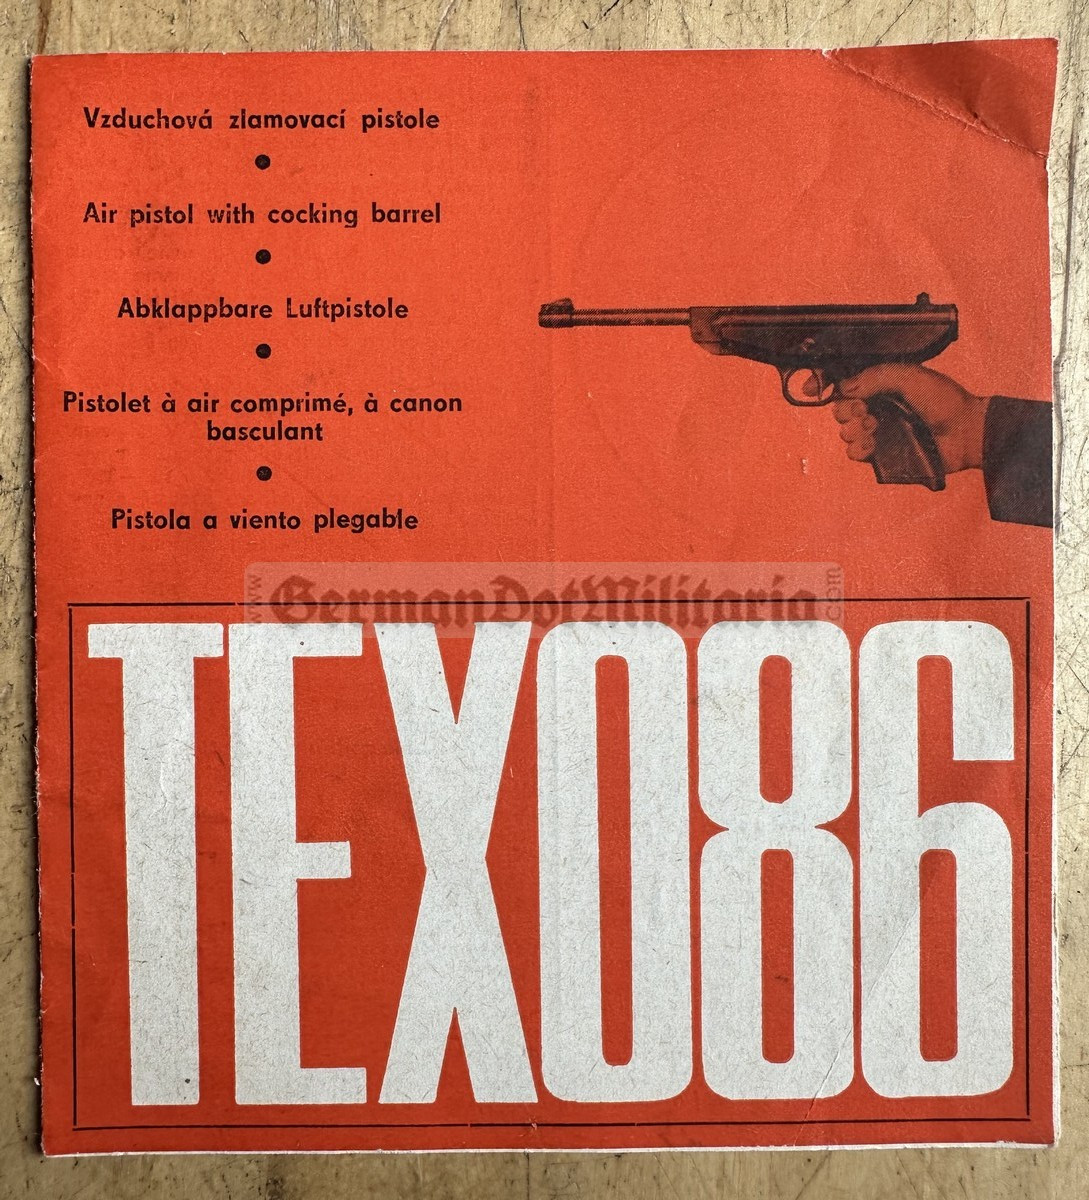 Vzduchová zlamovací pistole
Air pistol with cocking barrel
Abklappbare Luftpistole
Pistolet à air comprimé, à canon
basculant
Pistola a viento plegable
www.GermanDotMilitaria.com
TEX086